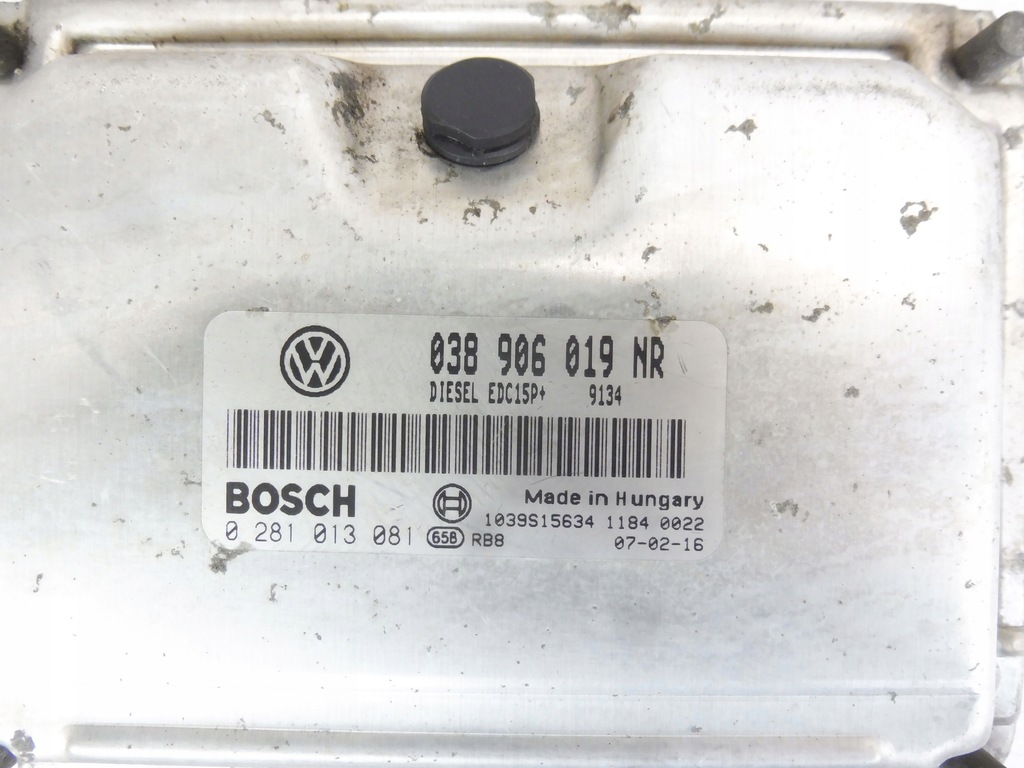 038 906 019 NR
DIESEL EDC15P+ 9134
BOSCH
Made in Hungary
1039S15634 1184 0022
0 281 013 081 65B RB8
07-02-16